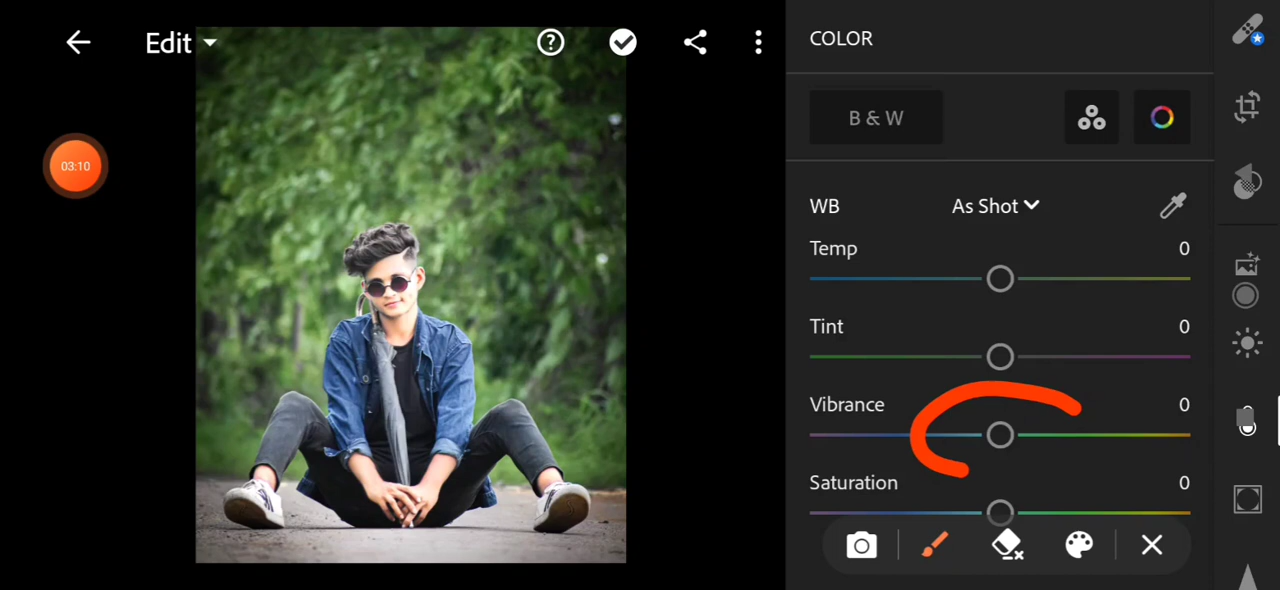 Edit
COLOR
03:10
B & W
WB As Shot
Temp 0
Tint 0
Vibrance 0
Saturation 0